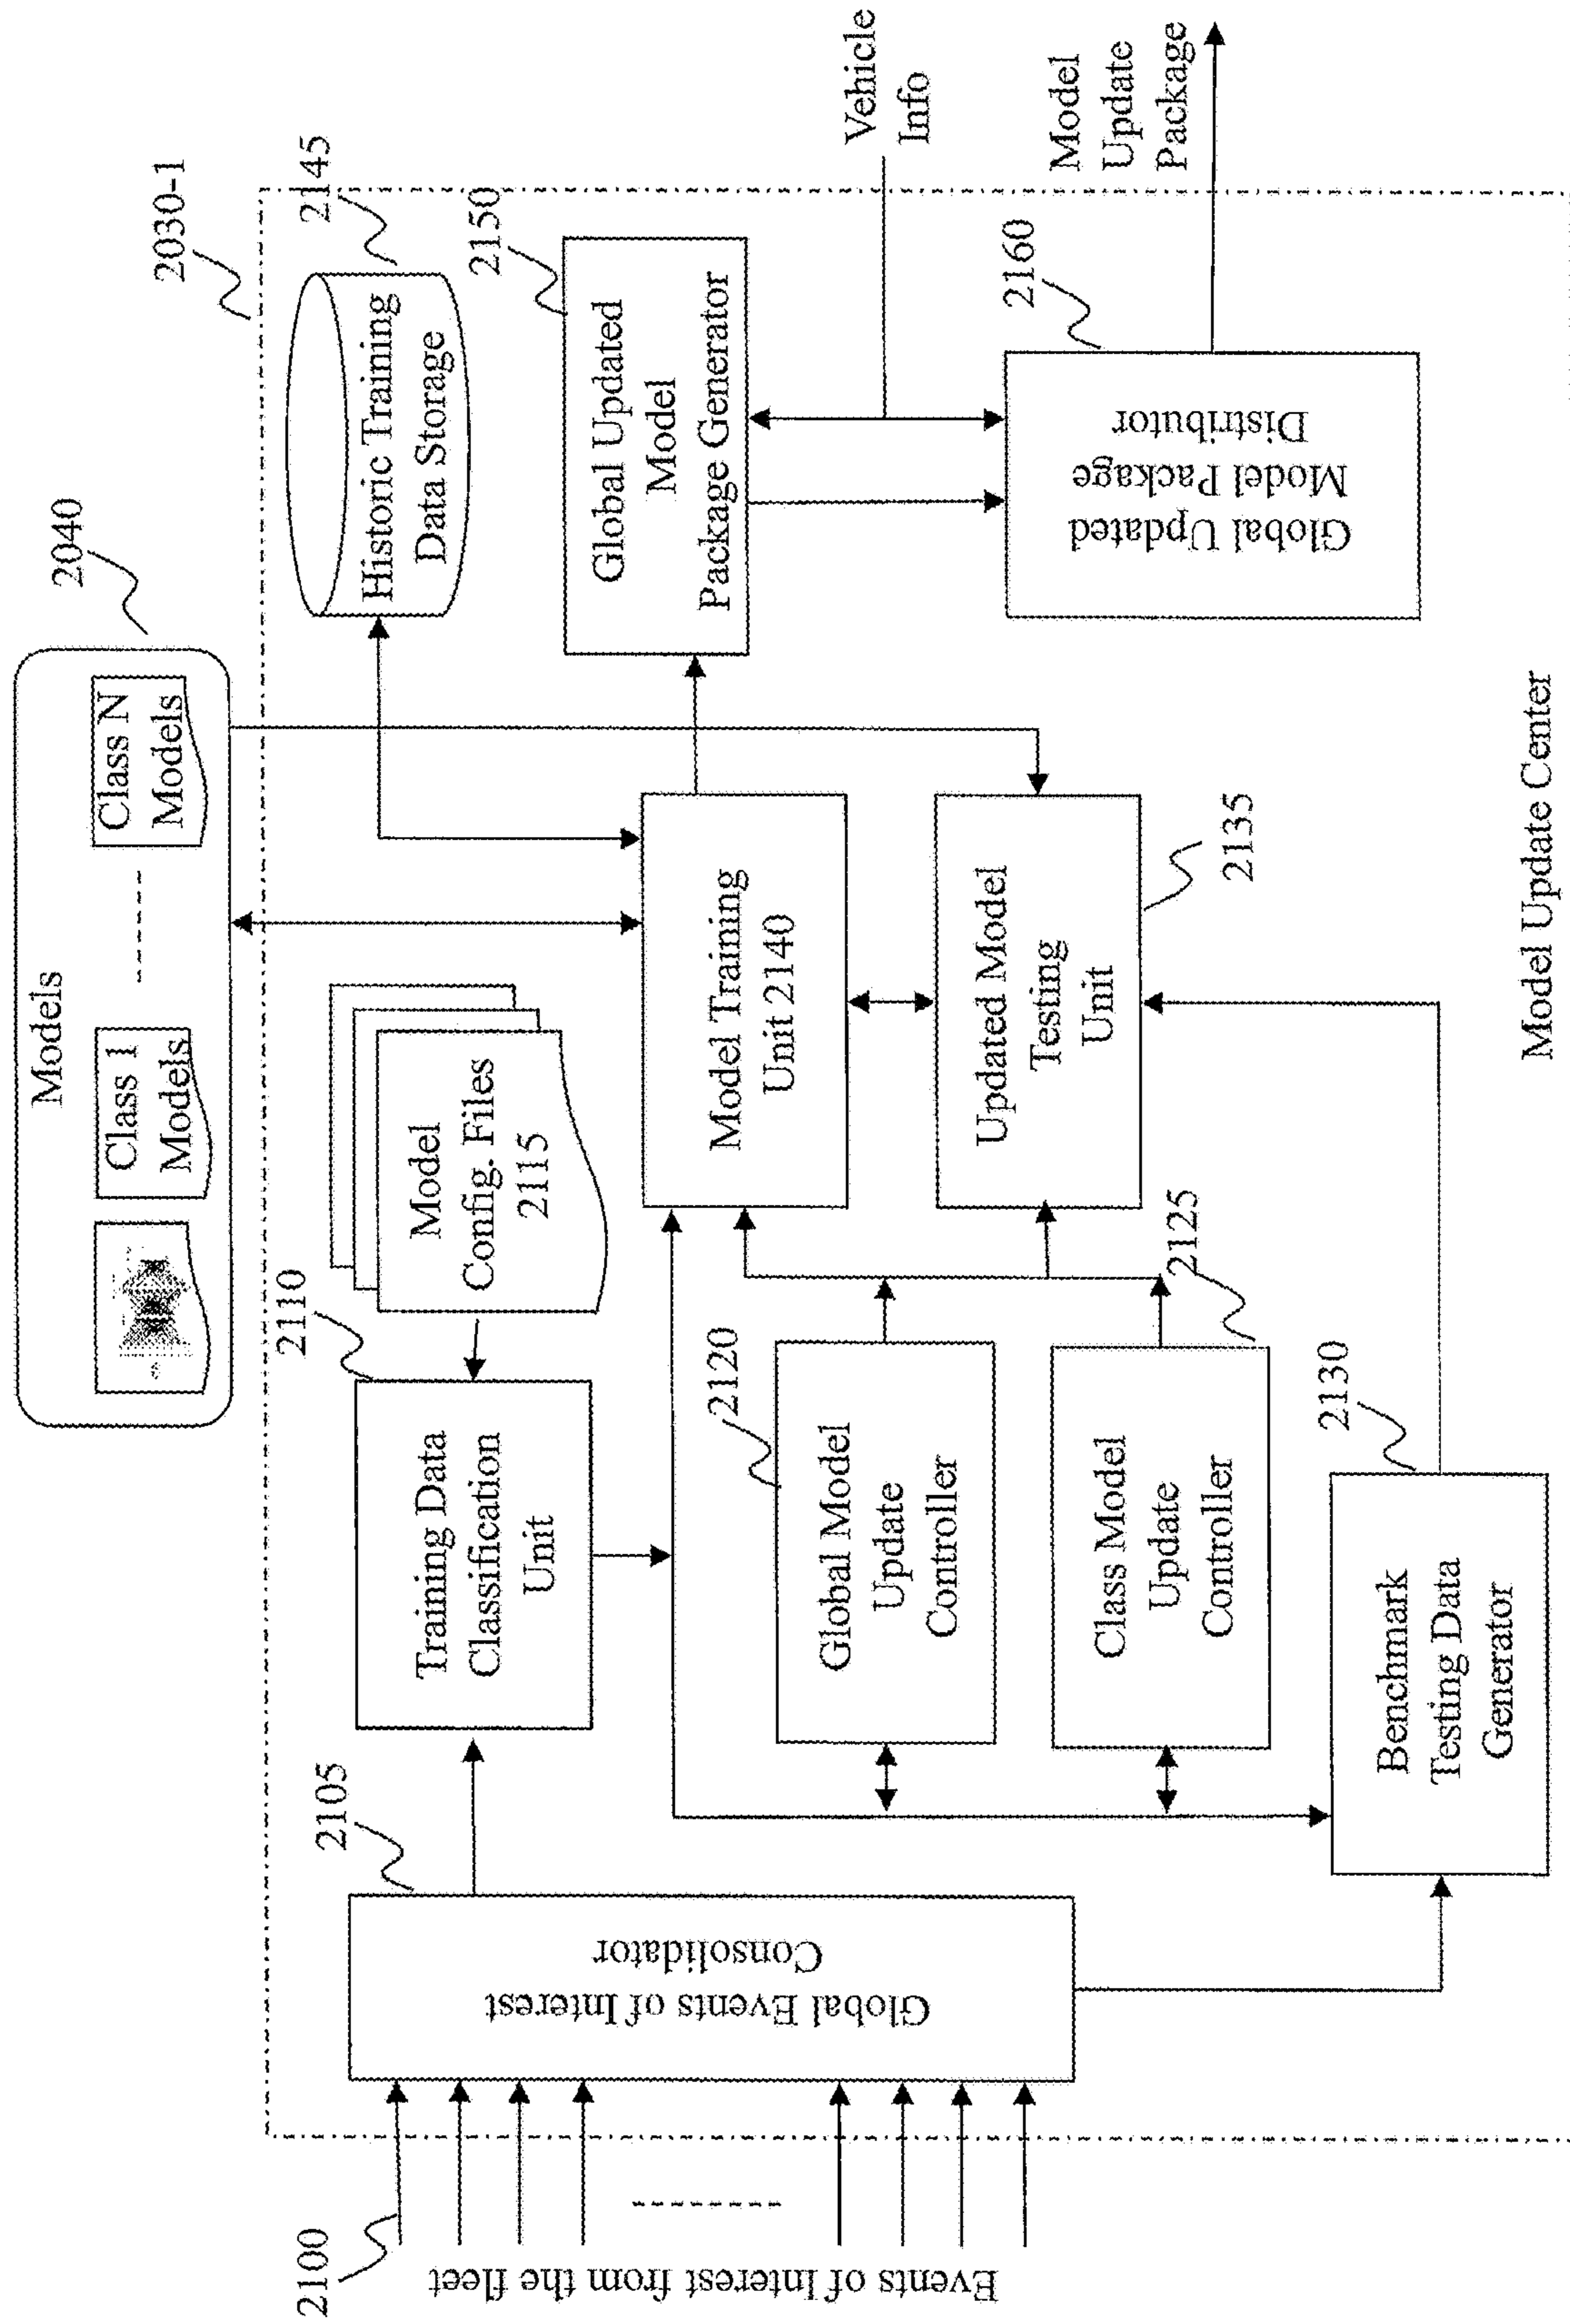 Models
Class 1
Models
Class N
Models
2040
2030-1
2110
Training Data
Classification
Unit
Model
Config. Files
2115
Historic Training
Data Storage
2145
2105
Global Events of Interest
Consolidator
2100
Events of Interest from the fleet
2120
Global Model
Update
Controller
Class Model
Update
Controller
2125
Model Training
Unit 2140
Updated Model
Testing
Unit
2135
2150
Global Updated
Model
Package Generator
Vehicle
Info
2160
Global Updated
Model Package
Distributor
Model
Update
Package
2130
Benchmark
Testing Data
Generator
Model Update Center